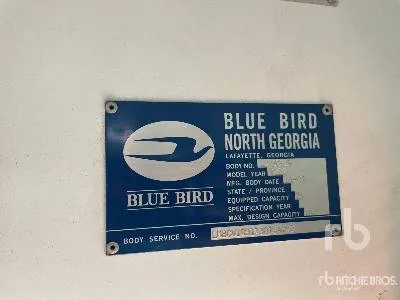 BLUE BIRD
NORTH GEORGIA
LAFAYETTE, GEORGIA
BODY NO.
MODEL YEAR
MFG. BODY DATE
STATE / PROVINCE
EQUIPPED CAPACITY
SPECIFICATION YEAR
MAX. DESIGN CAPACITY
BLUE BIRD
BODY SERVICE NO.
rb
RITCHIE BROS.